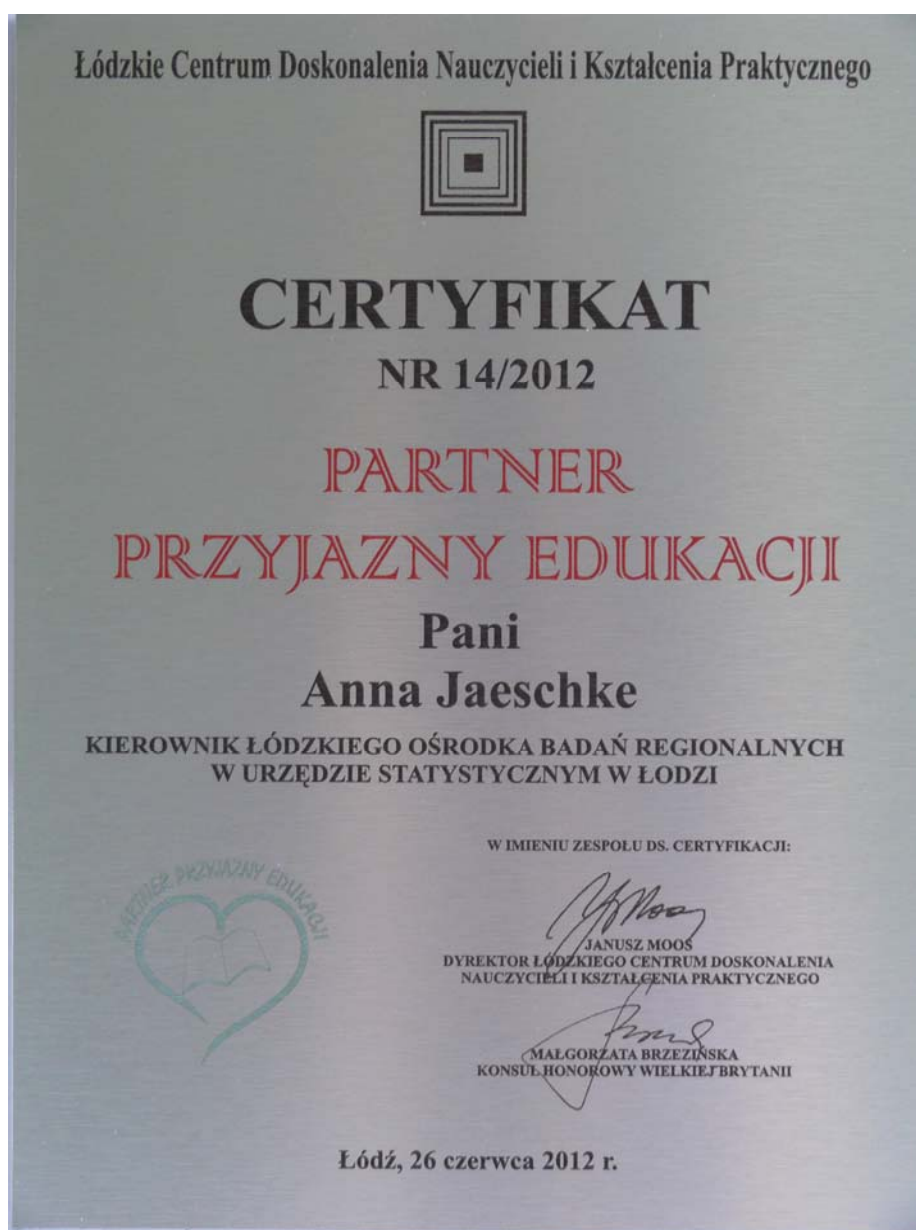 Łódzkie Centrum Doskonalenia Nauczycieli i Kształcenia Praktycznego
CERTYFIKAT
NR 14/2012
PARTNER
PRZYJAZNY EDUKACJI
Pani
Anna Jaeschke
KIEROWNIK ŁÓDZKIEGO OŚRODKA BADAŃ REGIONALNYCH
W URZĘDZIE STATYSTYCZNYM W ŁODZI
PARTNER PRZYJAZNY EDUKACJI
W IMIENIU ZESPOŁU DS. CERTYFIKACJI:
JANUSZ MOOS
DYREKTOR ŁÓDZKIEGO CENTRUM DOSKONALENIA
NAUCZYCIELI I KSZTAŁCENIA PRAKTYCZNEGO
MAŁGORZATA BRZEZIŃSKA
KONSUL HONOROWY WIELKIEJ BRYTANII
Łódź, 26 czerwca 2012 r.